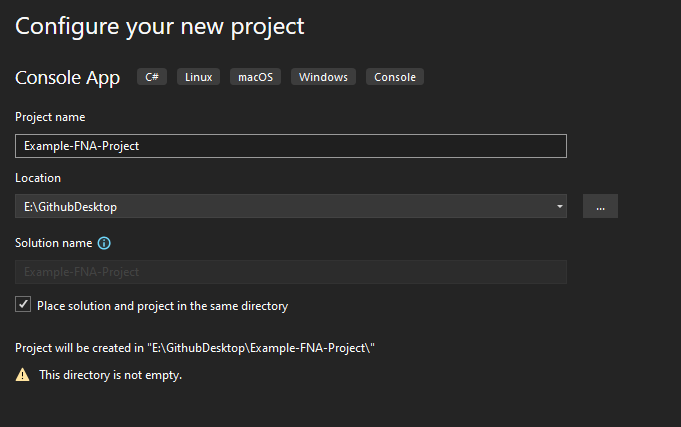 Configure your new project
Console App C# Linux macOS Windows Console
Project name
Example-FNA-Project
Location
E:\GithubDesktop ...
Solution name
Example-FNA-Project
Place solution and project in the same directory
Project will be created in "E:\GithubDesktop\Example-FNA-Project\"
This directory is not empty.